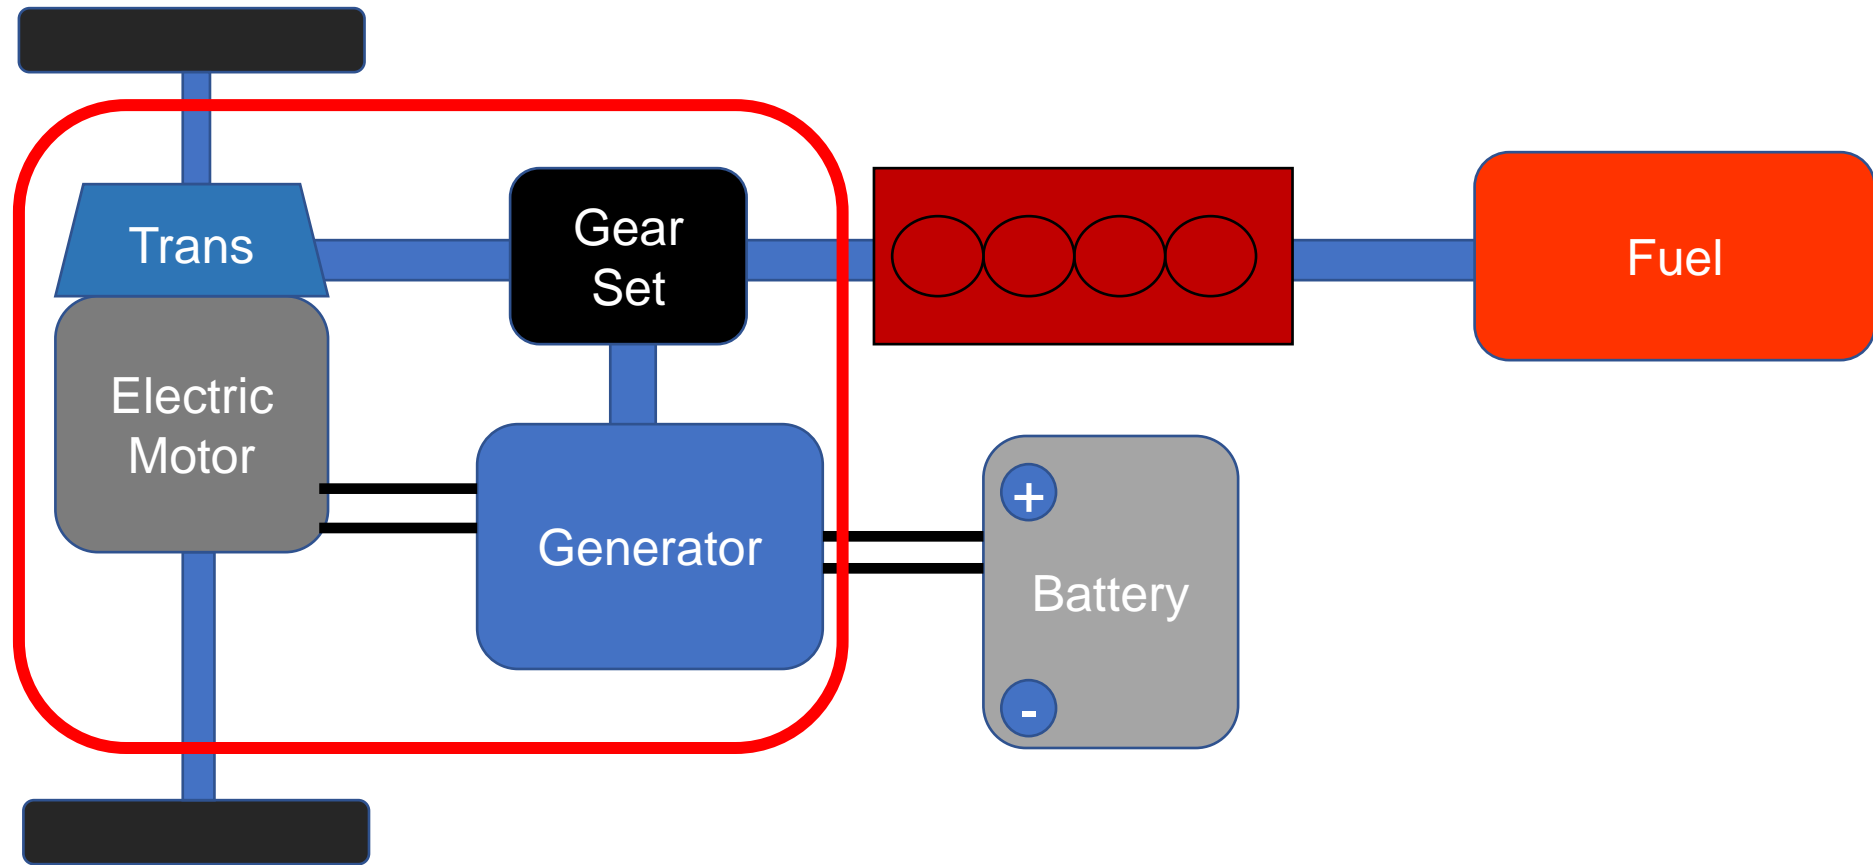 Trans
Gear
Set
Fuel
Electric
Motor
Generator
+
Battery
-